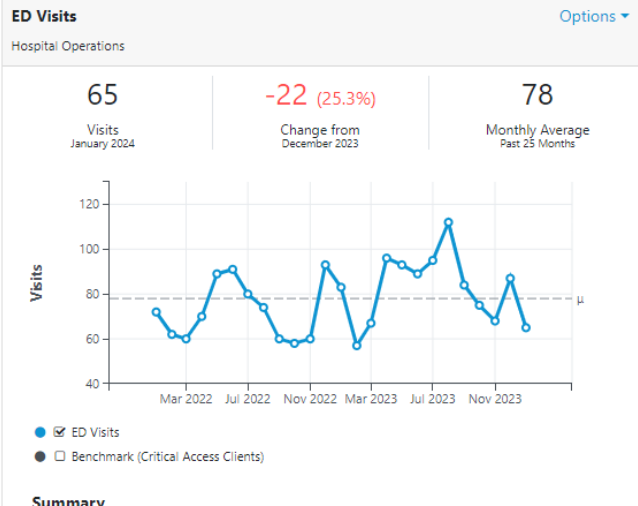 ED Visits
Options
Hospital Operations
65
-22 (25.3%)
78
Visits
January 2024
Change from
December 2023
Monthly Average
Past 25 Months
120
100
80
60
40
Visits
μ
Mar 2022 Jul 2022 Nov 2022 Mar 2023 Jul 2023 Nov 2023
ED Visits
Benchmark (Critical Access Clients)
Summary